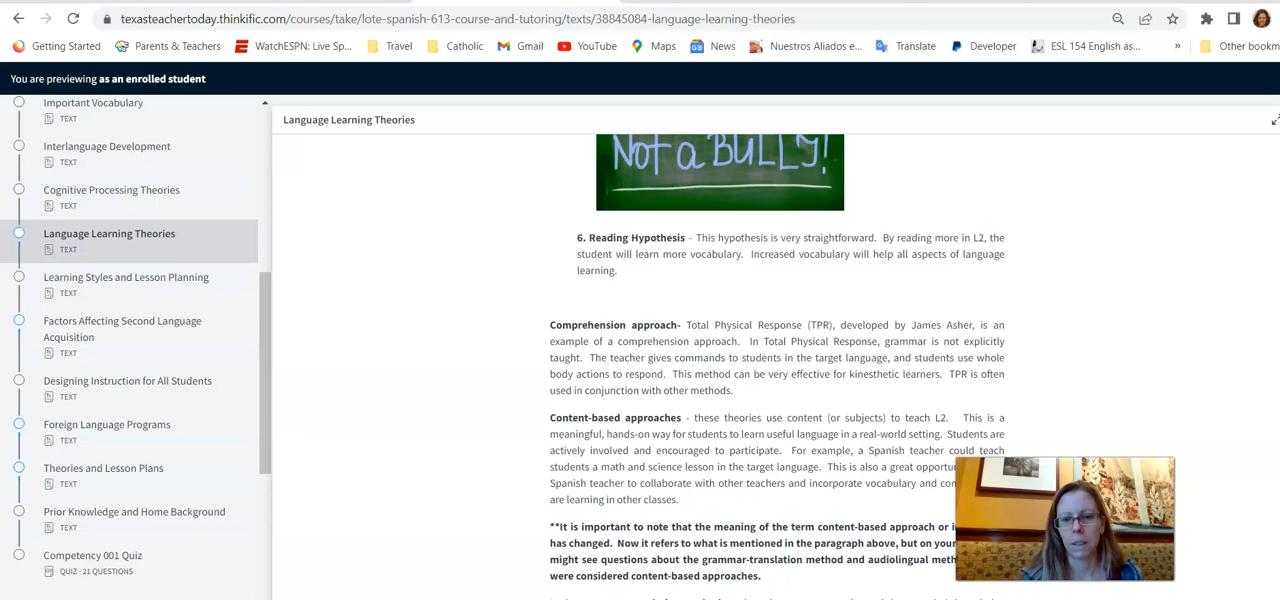 texasteachertoday.thinkific.com/courses/take/lote-spanish-613-course-and-tutoring/texts/38845084-language-learning-theories
Getting Started Parents & Teachers WatchESPN: Live Sp... Travel Catholic Gmail YouTube Maps News Nuestros Aliados e... Translate Developer ESL 154 English as... » Other bookm
You are previewing as an enrolled student
Important Vocabulary
TEXT
Interlanguage Development
TEXT
Cognitive Processing Theories
TEXT
Language Learning Theories
TEXT
Learning Styles and Lesson Planning
TEXT
Factors Affecting Second Language
Acquisition
TEXT
Designing Instruction for All Students
TEXT
Foreign Language Programs
TEXT
Theories and Lesson Plans
TEXT
Prior Knowledge and Home Background
TEXT
Competency 001 Quiz
QUIZ · 21 QUESTIONS
Language Learning Theories
Not a BULLY!
6. Reading Hypothesis – This hypothesis is very straightforward. By reading more in L2, the
student will learn more vocabulary. Increased vocabulary will help all aspects of language
learning.
Comprehension approach- Total Physical Response (TPR), developed by James Asher, is an
example of a comprehension approach. In Total Physical Response, grammar is not explicitly
taught. The teacher gives commands to students in the target language, and students use whole
body actions to respond. This method can be very effective for kinesthetic learners. TPR is often
used in conjunction with other methods.
Content-based approaches - these theories use content (or subjects) to teach L2. This is a
meaningful, hands-on way for students to learn useful language in a real-world setting. Students are
actively involved and encouraged to participate. For example, a Spanish teacher could teach
students a math and science lesson in the target language. This is also a great opportu
Spanish teacher to collaborate with other teachers and incorporate vocabulary and con
are learning in other classes.
**It is important to note that the meaning of the term content-based approach or i
has changed. Now it refers to what is mentioned in the paragraph above, but on your
might see questions about the grammar-translation method and audiolingual meth
were considered content-based approaches.